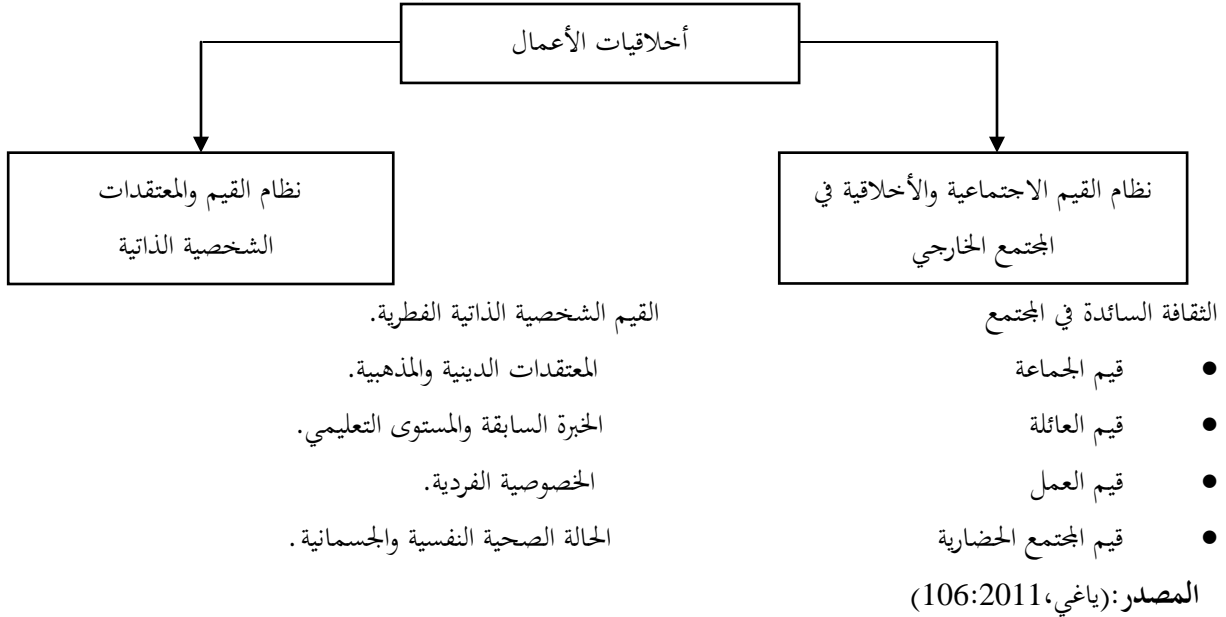 أخلاقيات الأعمال
نظام القيم الاجتماعية والأخلاقية في
المجتمع الخارجي
نظام القيم والمعتقدات
الشخصية الذاتية
الثقافة السائدة في المجتمع
القيم الشخصية الذاتية الفطرية.
● قيم الجماعة
المعتقدات الدينية والمذهبية.
● قيم العائلة
الخبرة السابقة والمستوى التعليمي.
● قيم العمل
الخصوصية الفردية.
● قيم المجتمع الحضارية
الحالة الصحية النفسية والجسمانية .
المصدر:(ياغي،106:2011)